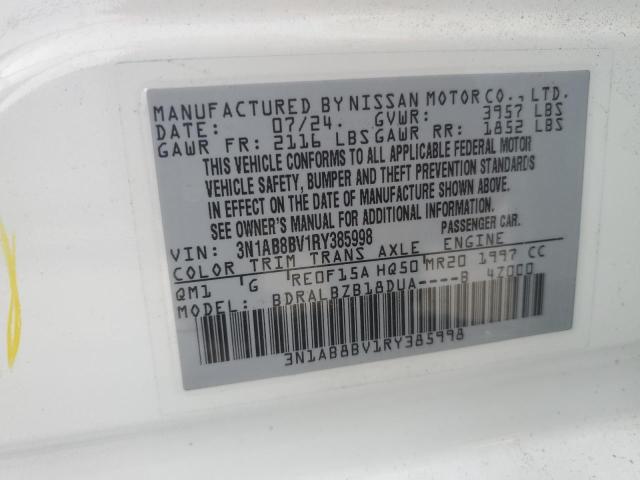 MANUFACTURED BY NISSAN MOTOR CO., LTD.
DATE: 07/24. GVWR: 3957 LBS
GAWR FR: 2116 LBS GAWR RR: 1852 LBS
THIS VEHICLE CONFORMS TO ALL APPLICABLE FEDERAL MOTOR
VEHICLE SAFETY, BUMPER AND THEFT PREVENTION STANDARDS
IN EFFECT ON THE DATE OF MANUFACTURE SHOWN ABOVE.
SEE OWNER'S MANUAL FOR ADDITIONAL INFORMATION.
VIN: 3N1AB8BV1RY385998 PASSENGER CAR.
COLOR TRIM TRANS AXLE ENGINE
QM1 G RE0F15A HQ50 MR20 1997 CC
MODEL: BDRALBZB18DUA----B 4Z000
3N1AB8BV1RY385998